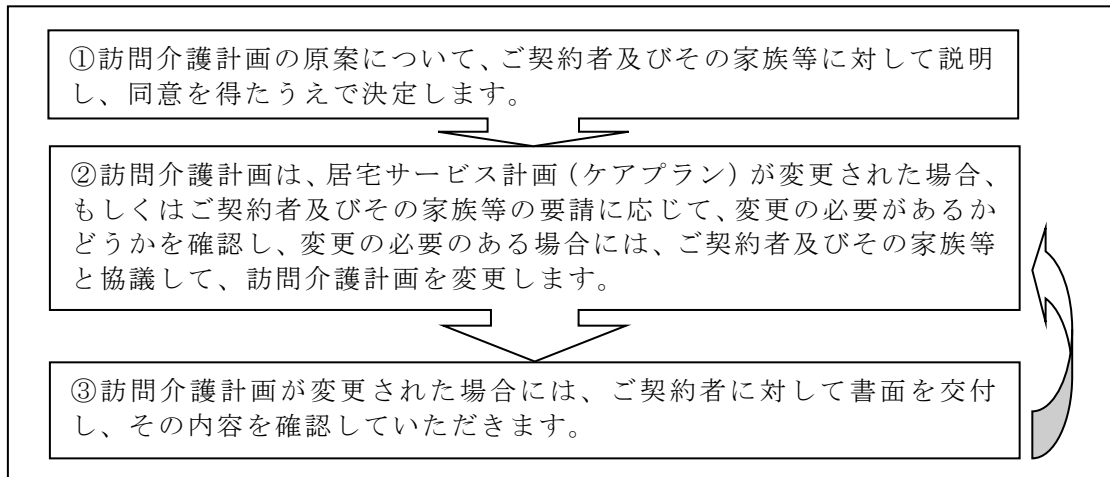 ①訪問介護計画の原案について、ご契約者及びその家族等に対して説明
し、同意を得たうえで決定します。
②訪問介護計画は、居宅サービス計画（ケアプラン）が変更された場合、
もしくはご契約者及びその家族等の要請に応じて、変更の必要があるか
どうかを確認し、変更の必要のある場合には、ご契約者及びその家族等
と協議して、訪問介護計画を変更します。
③訪問介護計画が変更された場合には、ご契約者に対して書面を交付
し、その内容を確認していただきます。